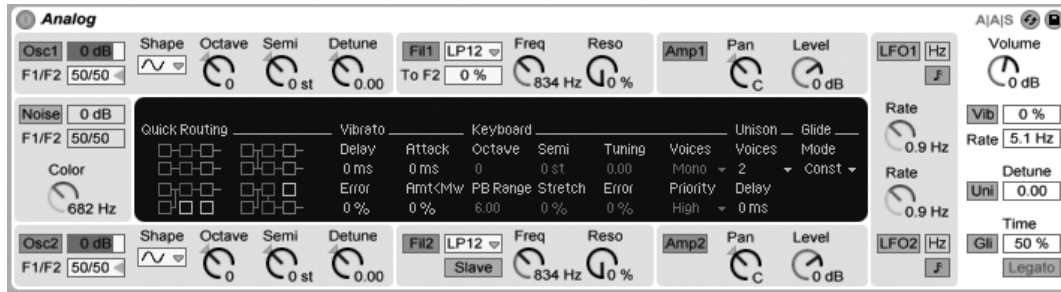 Analog A|A|S
Osc1 0 dB Shape Octave Semi Detune Fil1 LP12 Freq Reso Amp1 Pan Level LFO1 Hz Volume
F1/F2 50/50 0 0 st 0.00 To F2 0 % 834 Hz 0 % C 0 dB 0 dB
Noise 0 dB Quick Routing Vibrato Keyboard Unison Glide Rate Vib 0 %
F1/F2 50/50 Delay Attack Octave Semi Tuning Voices Voices Mode 0.9 Hz Rate 5.1 Hz
Color 0 ms 0 ms 0 0 st 0.00 Mono 2 Const Rate Detune
Error Amt<Mw PB Range Stretch Error Priority Delay Uni 0.00
682 Hz 0 % 0 % 6.00 0 % 0 % High 0 ms 0.9 Hz
Time
Osc2 0 dB Shape Octave Semi Detune Fil2 LP12 Freq Reso Amp2 Pan Level LFO2 Hz Gli 50 %
F1/F2 50/50 0 0 st 0.00 Slave 834 Hz 0 % C 0 dB Legato